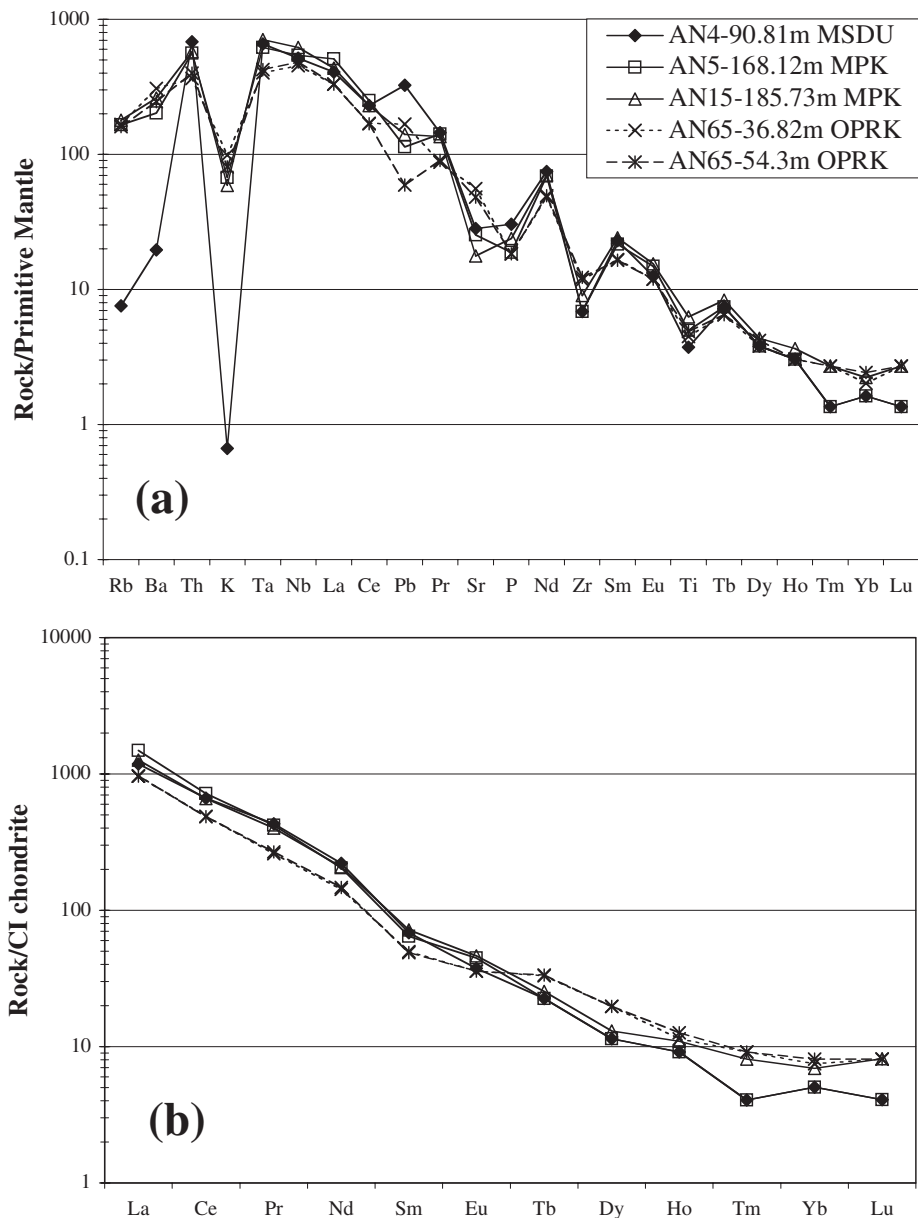 1000
100
10
1
0.1
Rock/Primitive Mantle
AN4-90.81m MSDU
AN5-168.12m MPK
AN15-185.73m MPK
AN65-36.82m OPRK
AN65-54.3m OPRK
(a)
Rb Ba Th K Ta Nb La Ce Pb Pr Sr P Nd Zr Sm Eu Ti Tb Dy Ho Tm Yb Lu
10000
1000
100
10
1
Rock/CI chondrite
(b)
La Ce Pr Nd Sm Eu Tb Dy Ho Tm Yb Lu